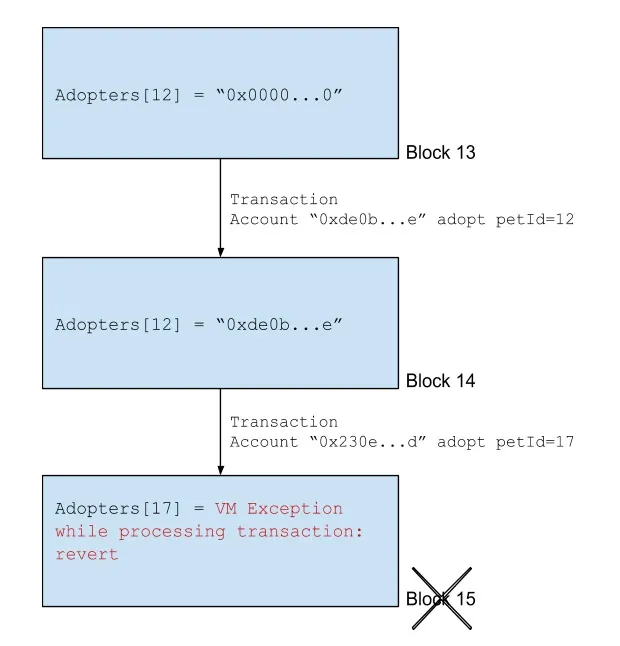 Adopters[12] = “0x0000...0”
Block 13
Transaction
Account “0xde0b...e” adopt petId=12
Adopters[12] = “0xde0b...e”
Block 14
Transaction
Account “0x230e...d” adopt petId=17
Adopters[17] = VM Exception
while processing transaction:
revert
Block 15